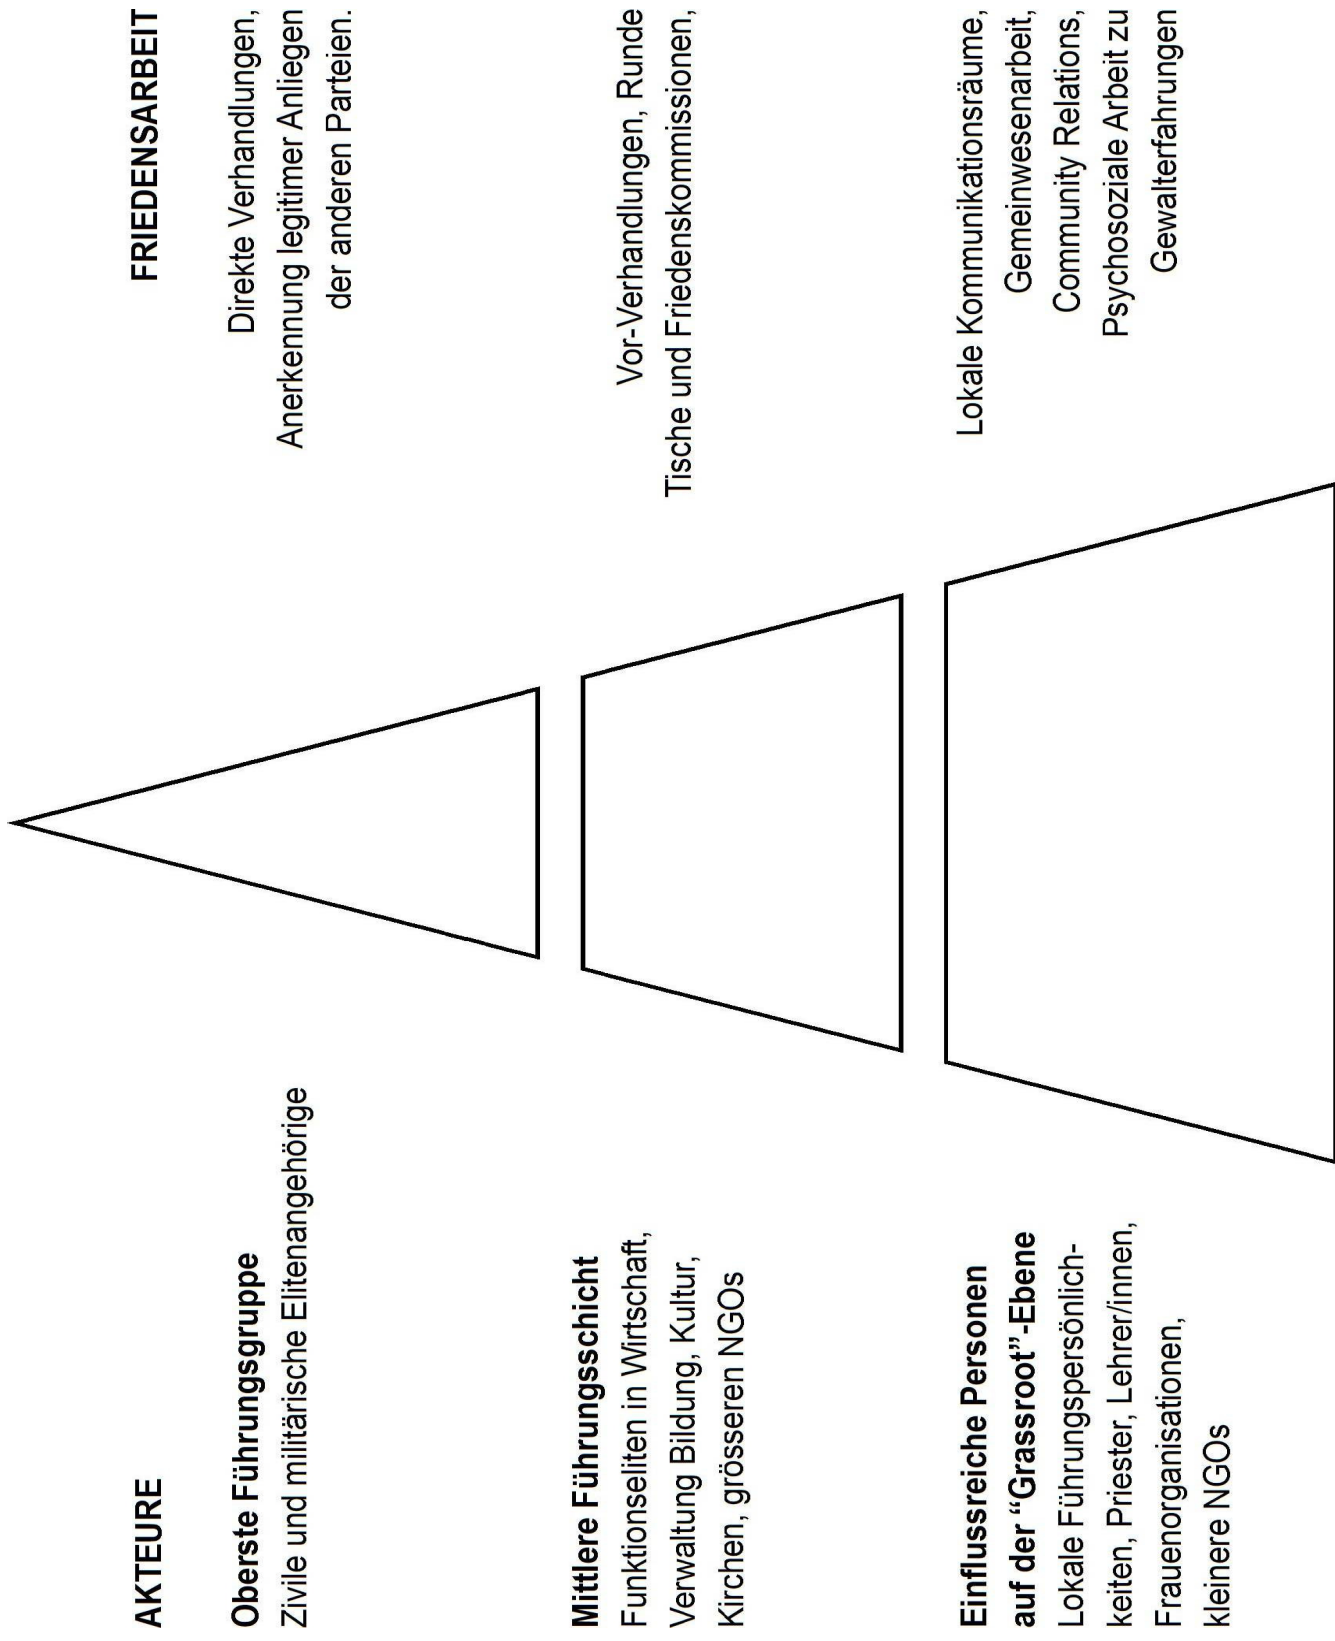 AKTEURE
FRIEDENSARBEIT
Oberste Führungsgruppe
Zivile und militärische Elitenangehörige
Direkte Verhandlungen,
Anerkennung legitimer Anliegen
der anderen Parteien.
Mittlere Führungsschicht
Funktionseliten in Wirtschaft,
Verwaltung Bildung, Kultur,
Kirchen, grösseren NGOs
Vor-Verhandlungen, Runde
Tische und Friedenskommissionen,
Einflussreiche Personen
auf der “Grassroot”-Ebene
Lokale Führungspersönlich-
keiten, Priester, Lehrer/innen,
Frauenorganisationen,
kleinere NGOs
Lokale Kommunikationsräume,
Gemeinwesenarbeit,
Community Relations,
Psychosoziale Arbeit zu
Gewalterfahrungen